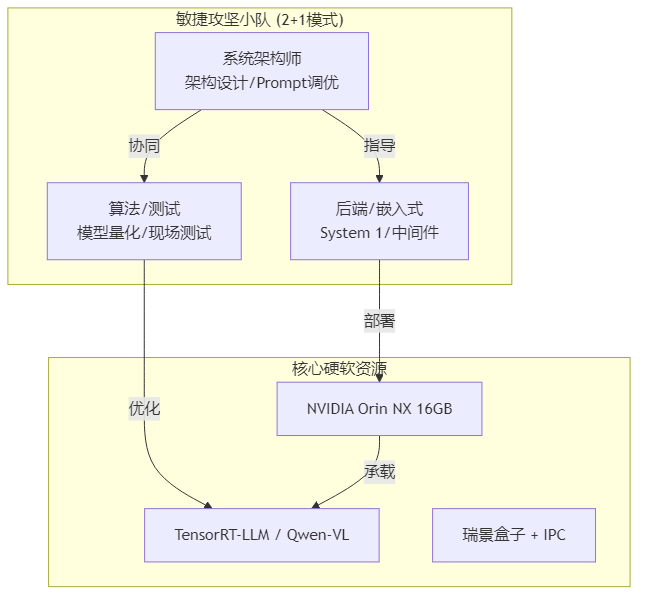 敏捷攻坚小队 (2+1模式)
系统架构师
架构设计/Prompt调优
协同
指导
算法/测试
模型量化/现场测试
后端/嵌入式
System 1/中间件
部署
核心硬软资源
优化
NVIDIA Orin NX 16GB
承载
TensorRT-LLM / Qwen-VL
瑞景盒子 + IPC